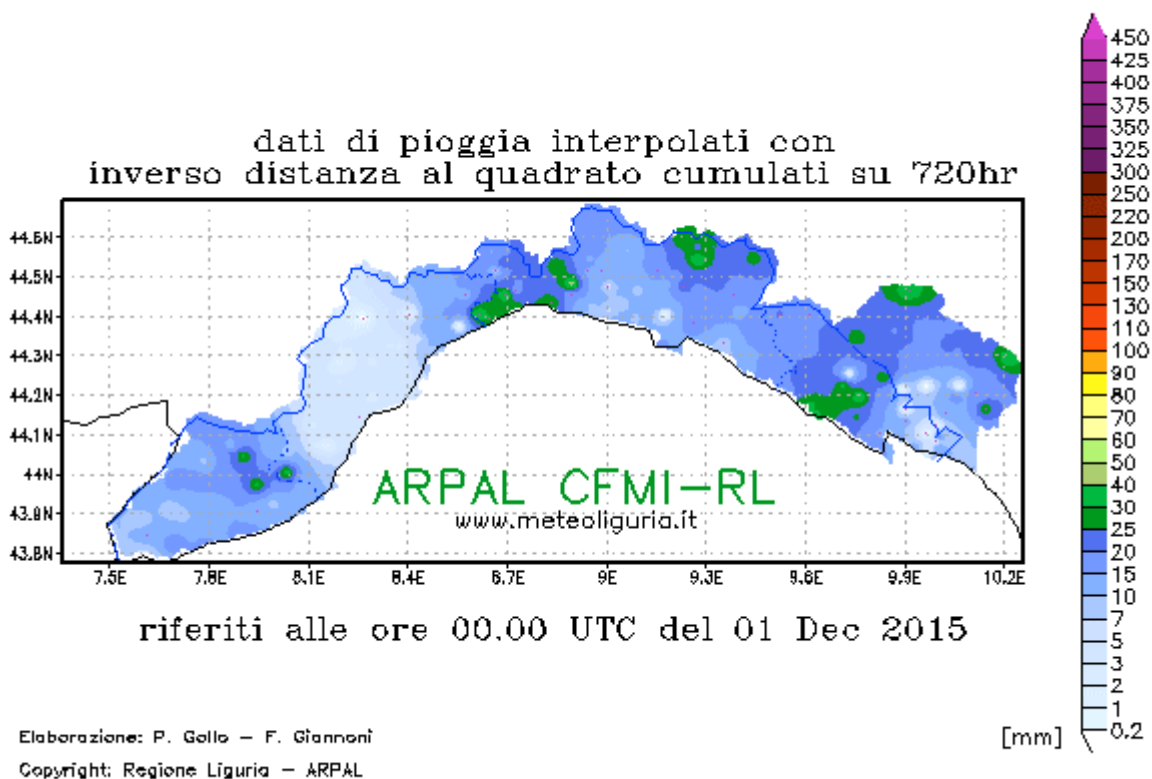 dati di pioggia interpolati con
inverso distanza al quadrato cumulati su 720hr
44.6N
44.5N
44.4N
44.3N
44.2N
44.1N
44N
43.9N
43.8N
7.5E 7.8E 8.1E 8.4E 8.7E 9E 9.3E 9.6E 9.9E 10.2E
ARPAL CFMI-RL
www.meteoliguria.it
riferiti alle ore 00.00 UTC del 01 Dec 2015
450
425
400
375
350
325
300
250
220
200
170
150
130
110
100
90
80
70
60
50
40
30
25
20
15
10
7
5
3
2
1
0.2
[mm]
Elaborazione: P. Gollo - F. Giannoni
Copyright: Regione Liguria - ARPAL